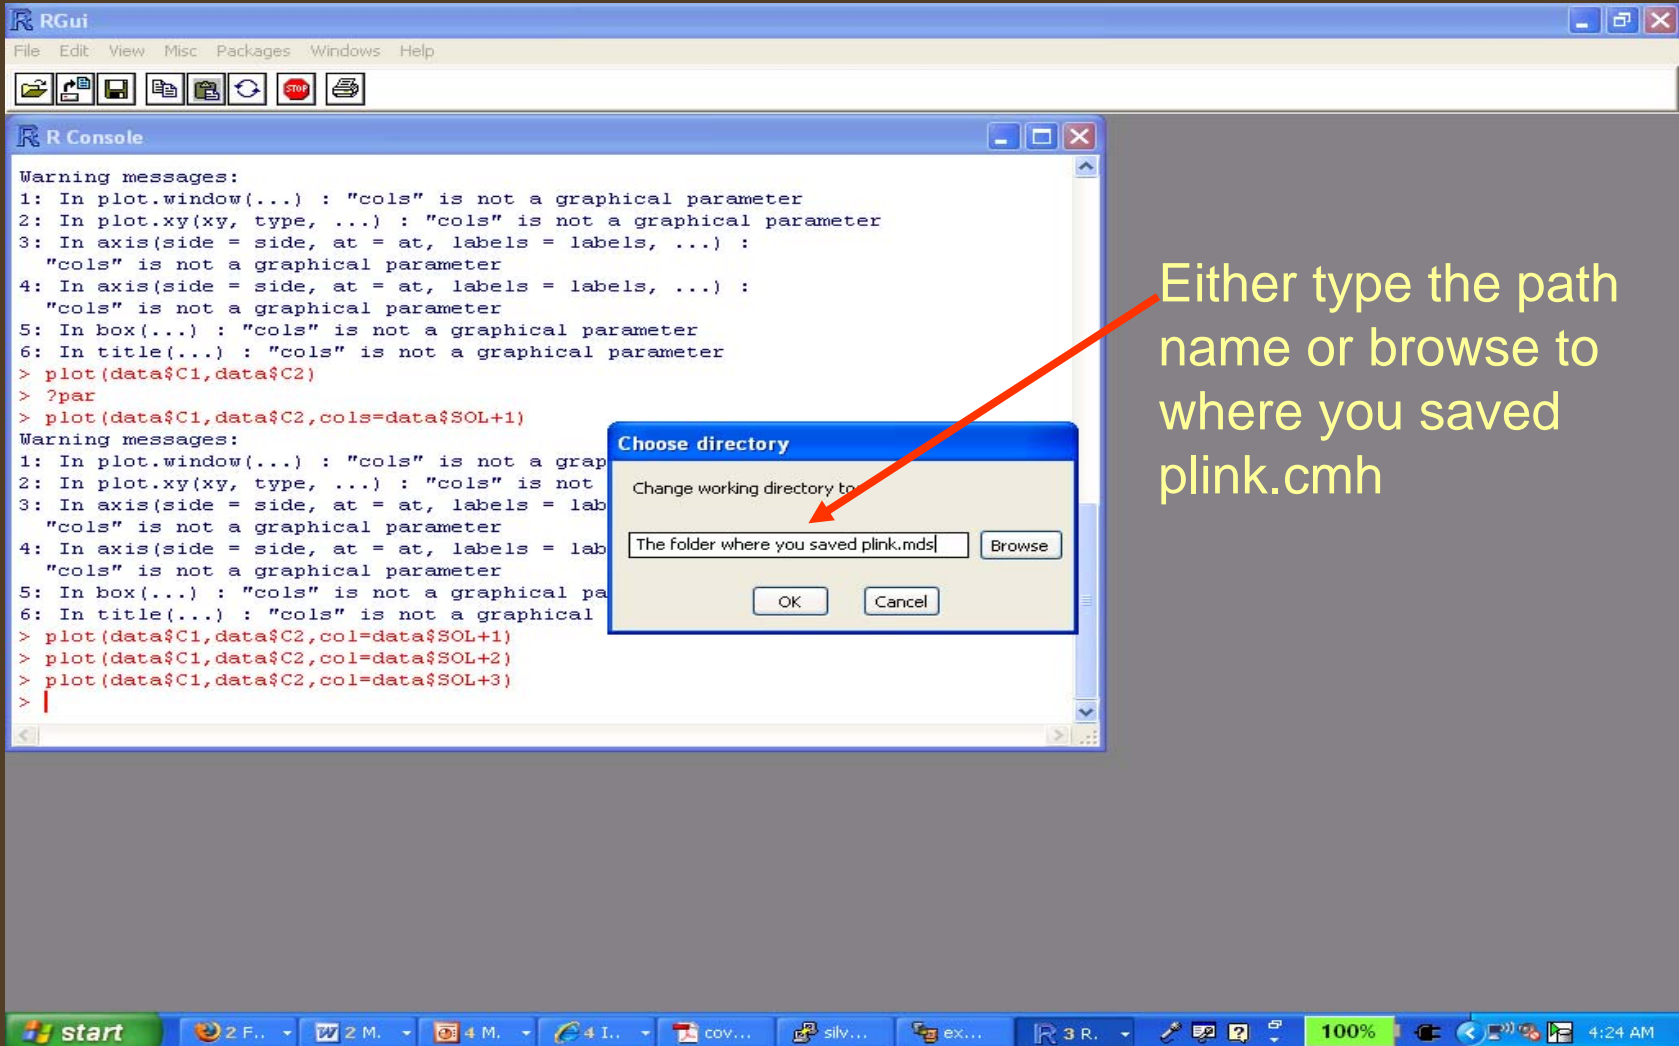 RGui
File Edit View Misc Packages Windows Help
STOP
R Console
Warning messages:
1: In plot.window(...) : "cols" is not a graphical parameter
2: In plot.xy(xy, type, ...) : "cols" is not a graphical parameter
3: In axis(side = side, at = at, labels = labels, ...) :
"cols" is not a graphical parameter
4: In axis(side = side, at = at, labels = labels, ...) :
"cols" is not a graphical parameter
5: In box(...) : "cols" is not a graphical parameter
6: In title(...) : "cols" is not a graphical parameter
> plot(data$C1,data$C2)
> ?par
> plot(data$C1,data$C2,cols=data$SOL+1)
Warning messages:
1: In plot.window(...) : "cols" is not a grap
2: In plot.xy(xy, type, ...) : "cols" is not
3: In axis(side = side, at = at, labels = lab
"cols" is not a graphical parameter
4: In axis(side = side, at = at, labels = lab
"cols" is not a graphical parameter
5: In box(...) : "cols" is not a graphical pa
6: In title(...) : "cols" is not a graphical
> plot(data$C1,data$C2,col=data$SOL+1)
> plot(data$C1,data$C2,col=data$SOL+2)
> plot(data$C1,data$C2,col=data$SOL+3)
>
Choose directory
Change working directory to
The folder where you saved plink.mds
Browse
OK Cancel
Either type the path
name or browse to
where you saved
plink.cmh
start 2 F.. 2 M. 4 M. 4 I.. cov... silv... ex... 3 R. 100% 4:24 AM